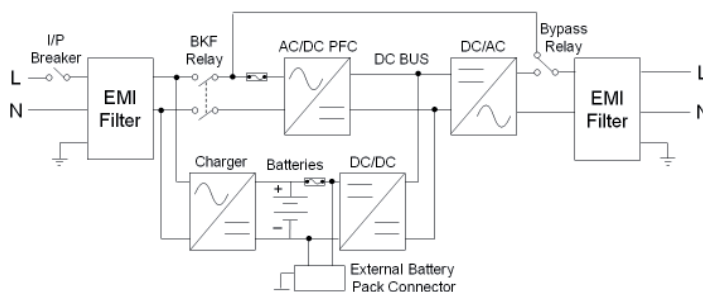 I/P
Breaker
BKF
Relay
AC/DC PFC
DC BUS
DC/AC
Bypass
Relay
L
N
EMI
Filter
EMI
Filter
L
N
Charger
Batteries
DC/DC
+
−
External Battery
Pack Connector